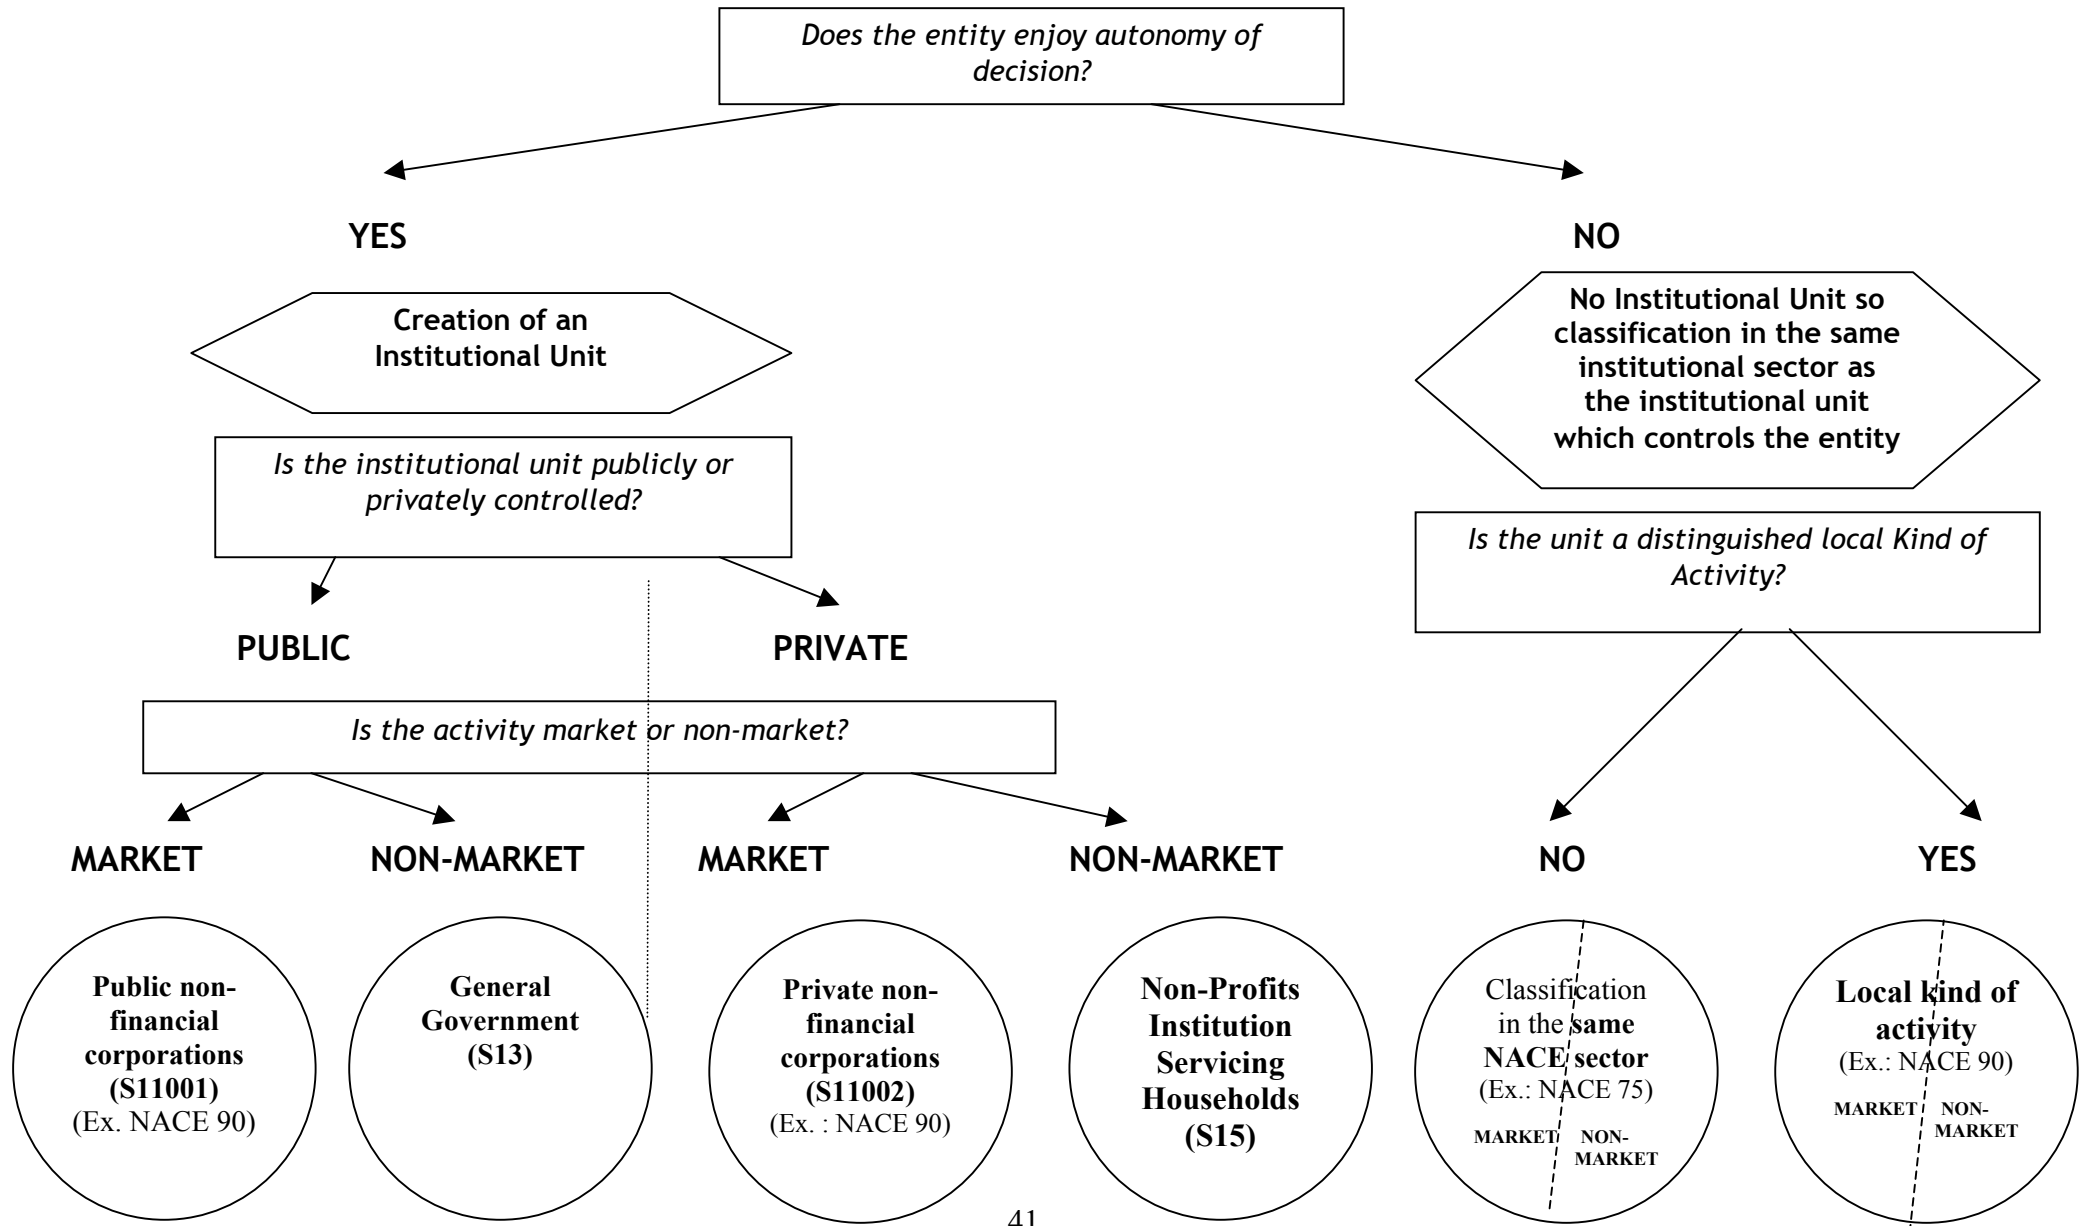 Does the entity enjoy autonomy of
decision?
YES
NO
Creation of an
Institutional Unit
No Institutional Unit so
classification in the same
institutional sector as
the institutional unit
which controls the entity
Is the institutional unit publicly or
privately controlled?
Is the unit a distinguished local Kind of
Activity?
PUBLIC
PRIVATE
Is the activity market or non-market?
MARKET
NON-MARKET
MARKET
NON-MARKET
NO
YES
Public non-
financial
corporations
(S11001)
(Ex. NACE 90)
General
Government
(S13)
Private non-
financial
corporations
(S11002)
(Ex. : NACE 90)
Non-Profits
Institution
Servicing
Households
(S15)
Classification
in the same
NACE sector
(Ex.: NACE 75)
MARKET
NON-
MARKET
Local kind of
activity
(Ex.: NACE 90)
MARKET
NON-
MARKET
41